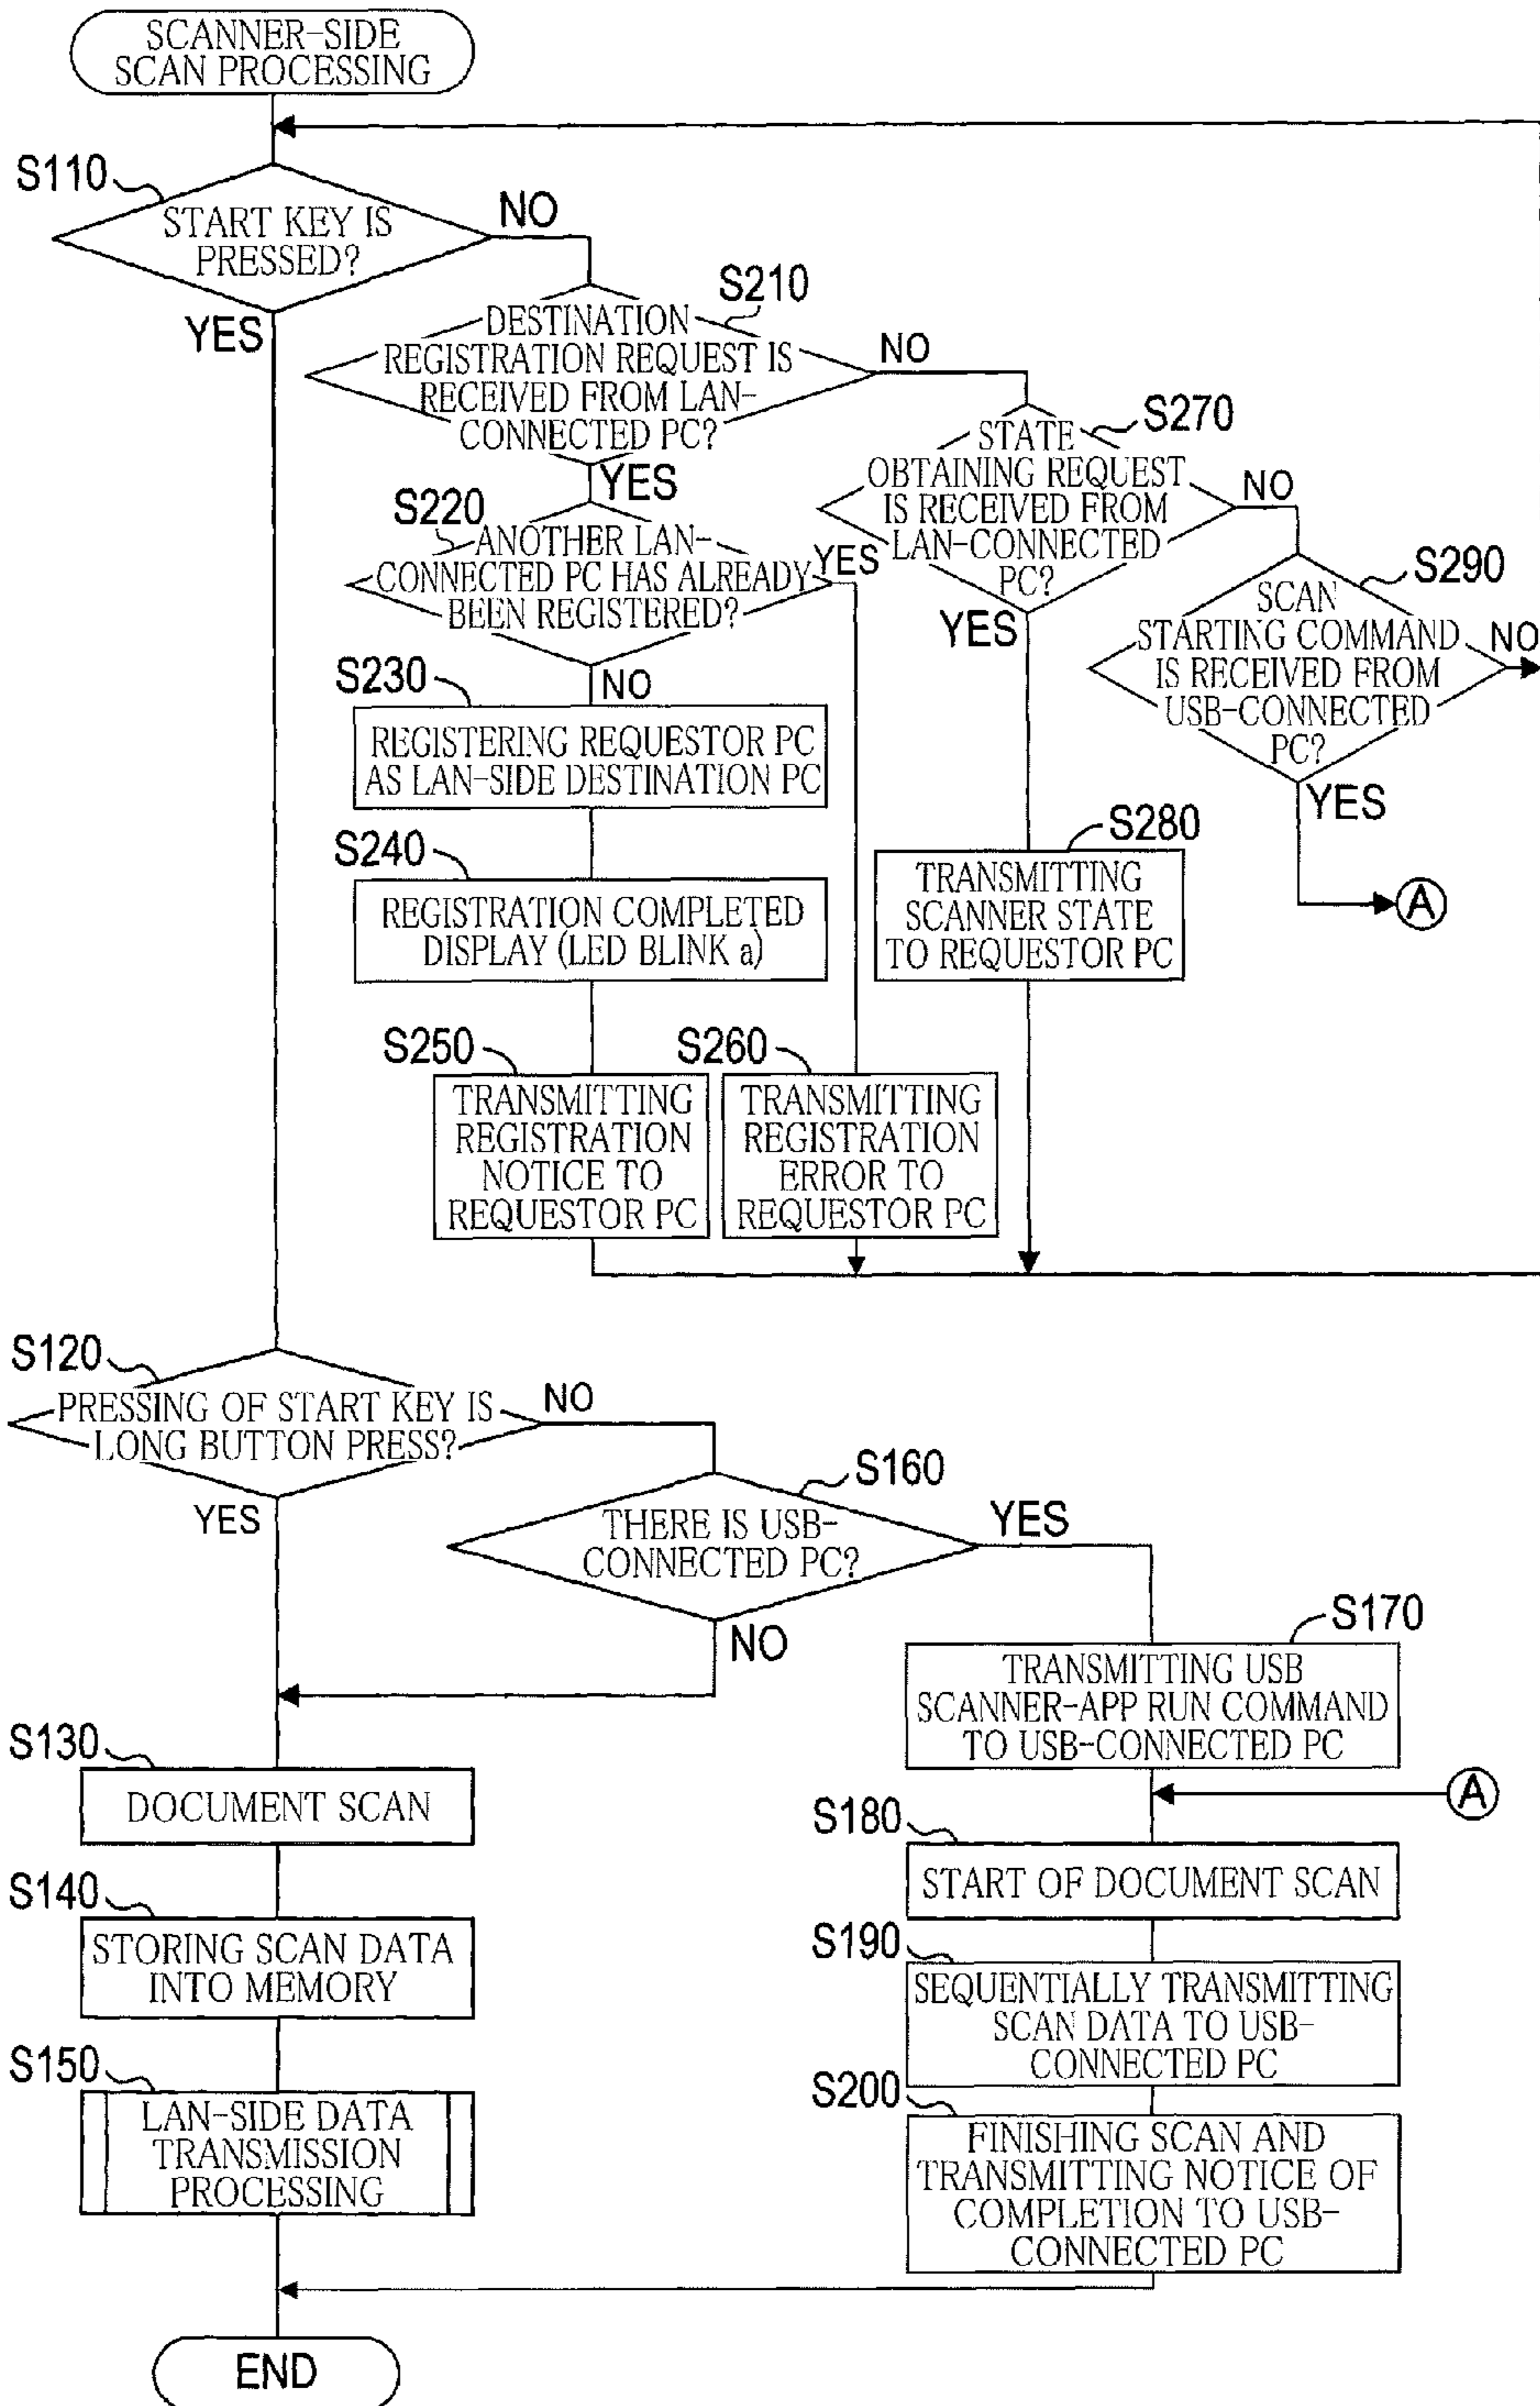 SCANNER-SIDE
SCAN PROCESSING
S110
START KEY IS
PRESSED?
NO
YES
S210
DESTINATION
REGISTRATION REQUEST IS
RECEIVED FROM LAN-
CONNECTED PC?
NO
YES
S270
STATE
OBTAINING REQUEST
IS RECEIVED FROM
LAN-CONNECTED
PC?
NO
YES
S220
ANOTHER LAN-
CONNECTED PC HAS ALREADY
BEEN REGISTERED?
YES
NO
S290
SCAN
STARTING COMMAND
IS RECEIVED FROM
USB-CONNECTED
PC?
NO
YES
A
S230
REGISTERING REQUESTOR PC
AS LAN-SIDE DESTINATION PC
S240
REGISTRATION COMPLETED
DISPLAY (LED BLINK a)
S280
TRANSMITTING
SCANNER STATE
TO REQUESTOR PC
S250
TRANSMITTING
REGISTRATION
NOTICE TO
REQUESTOR PC
S260
TRANSMITTING
REGISTRATION
ERROR TO
REQUESTOR PC
S120
PRESSING OF START KEY IS
LONG BUTTON PRESS?
NO
YES
S160
THERE IS USB-
CONNECTED PC?
YES
NO
S170
TRANSMITTING USB
SCANNER-APP RUN COMMAND
TO USB-CONNECTED PC
A
S130
DOCUMENT SCAN
S180
START OF DOCUMENT SCAN
S140
STORING SCAN DATA
INTO MEMORY
S190
SEQUENTIALLY TRANSMITTING
SCAN DATA TO USB-
CONNECTED PC
S150
LAN-SIDE DATA
TRANSMISSION
PROCESSING
S200
FINISHING SCAN AND
TRANSMITTING NOTICE OF
COMPLETION TO USB-
CONNECTED PC
END